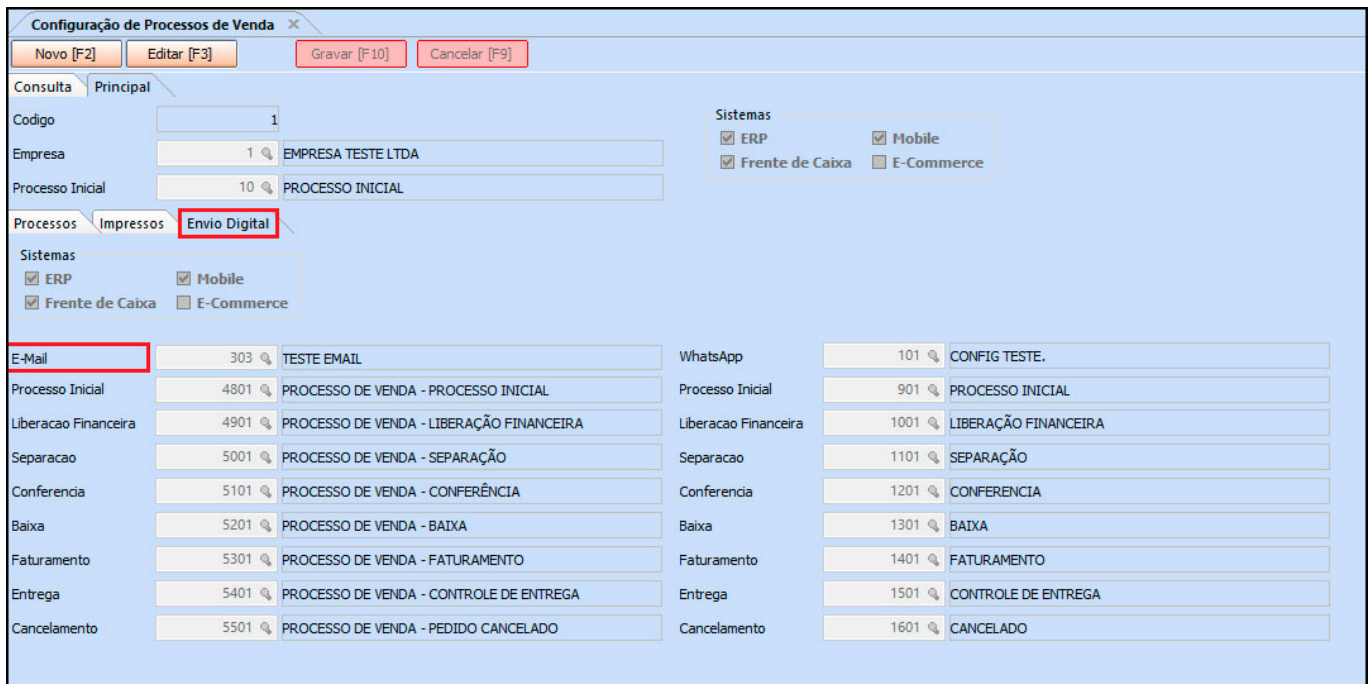 Configuração de Processos de Venda
Novo [F2] Editar [F3] Gravar [F10] Cancelar [F9]
Consulta Principal
Codigo 1
Empresa 1 EMPRESA TESTE LTDA
Processo Inicial 10 PROCESSO INICIAL
Sistemas
ERP Mobile
Frente de Caixa E-Commerce
Processos Impressos Envio Digital
Sistemas
ERP Mobile
Frente de Caixa E-Commerce
E-Mail 303 TESTE EMAIL WhatsApp 101 CONFIG TESTE.
Processo Inicial 4801 PROCESSO DE VENDA - PROCESSO INICIAL Processo Inicial 901 PROCESSO INICIAL
Liberacao Financeira 4901 PROCESSO DE VENDA - LIBERAÇÃO FINANCEIRA Liberacao Financeira 1001 LIBERAÇÃO FINANCEIRA
Separacao 5001 PROCESSO DE VENDA - SEPARAÇÃO Separacao 1101 SEPARAÇÃO
Conferencia 5101 PROCESSO DE VENDA - CONFERÊNCIA Conferencia 1201 CONFERENCIA
Baixa 5201 PROCESSO DE VENDA - BAIXA Baixa 1301 BAIXA
Faturamento 5301 PROCESSO DE VENDA - FATURAMENTO Faturamento 1401 FATURAMENTO
Entrega 5401 PROCESSO DE VENDA - CONTROLE DE ENTREGA Entrega 1501 CONTROLE DE ENTREGA
Cancelamento 5501 PROCESSO DE VENDA - PEDIDO CANCELADO Cancelamento 1601 CANCELADO